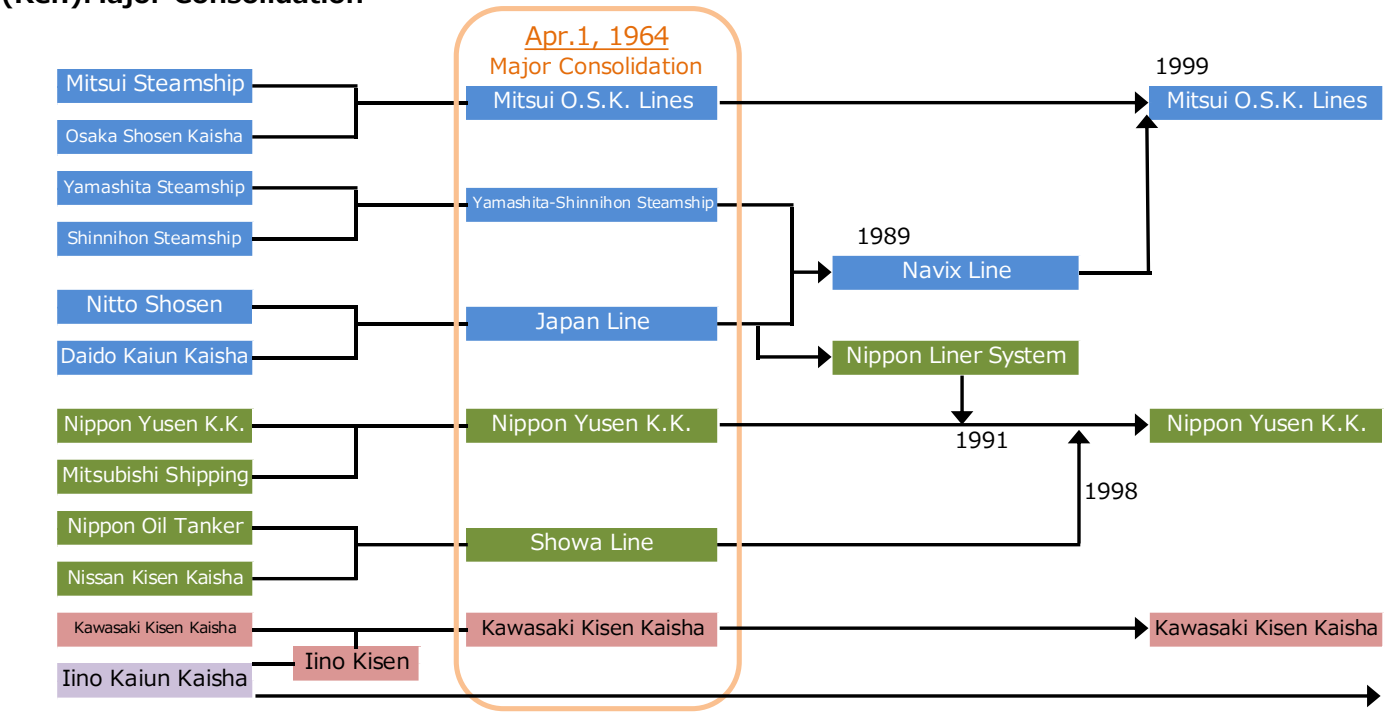 (Ref.)Major Consolidation
Apr.1, 1964
Major Consolidation
1999
Mitsui Steamship
Mitsui O.S.K. Lines
Mitsui O.S.K. Lines
Osaka Shosen Kaisha
Yamashita Steamship
Yamashita-Shinnihon Steamship
Shinnihon Steamship
1989
Navix Line
Nitto Shosen
Japan Line
Daido Kaiun Kaisha
Nippon Liner System
Nippon Yusen K.K.
Nippon Yusen K.K.
Nippon Yusen K.K.
1991
Mitsubishi Shipping
1998
Nippon Oil Tanker
Showa Line
Nissan Kisen Kaisha
Kawasaki Kisen Kaisha
Kawasaki Kisen Kaisha
Kawasaki Kisen Kaisha
Iino Kisen
Iino Kaiun Kaisha